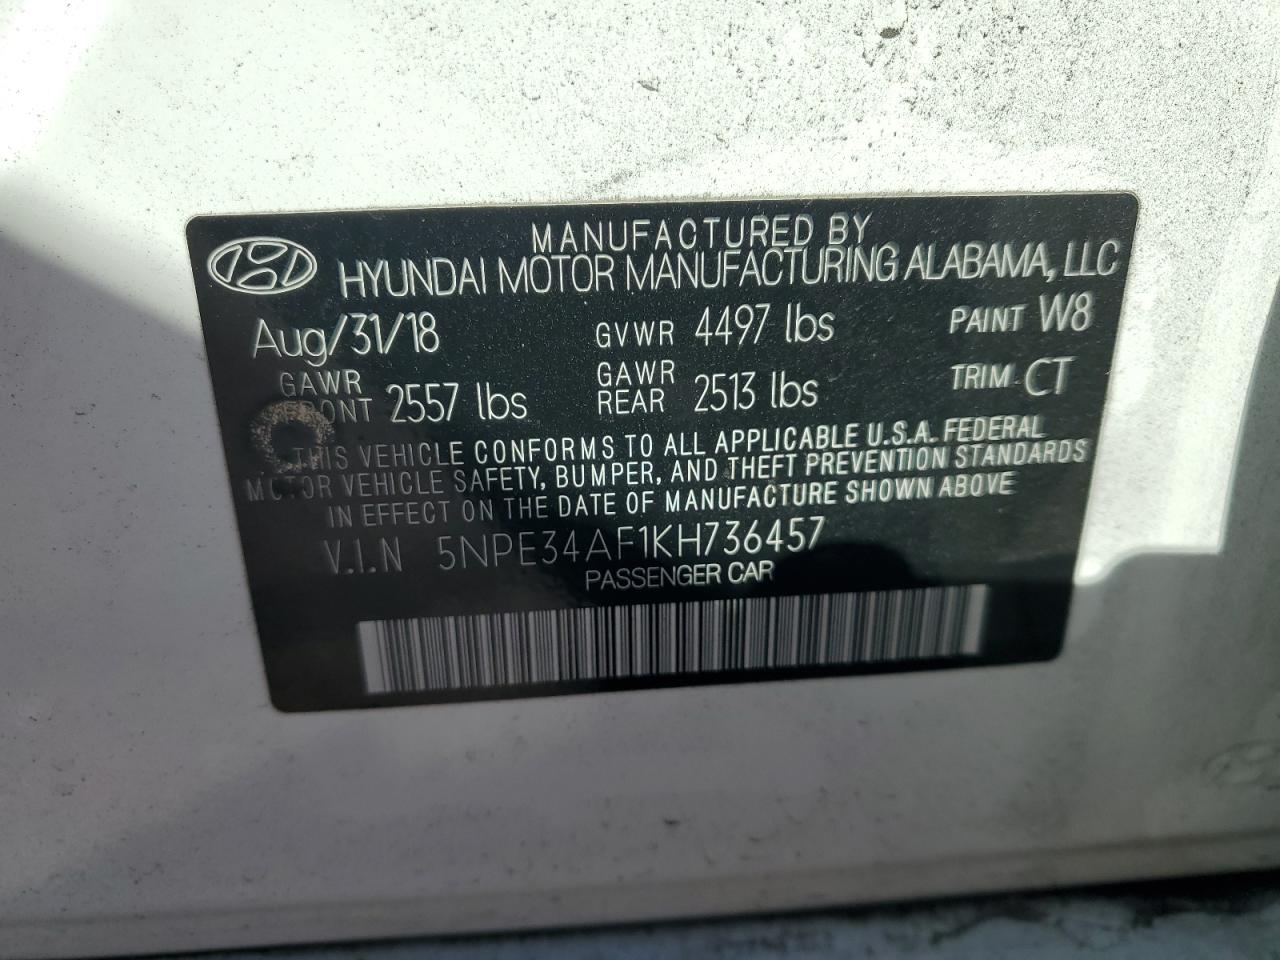 MANUFACTURED BY
HYUNDAI MOTOR MANUFACTURING ALABAMA, LLC
Aug/31/18 GVWR 4497 lbs PAINT W8
GAWR FRONT 2557 lbs GAWR REAR 2513 lbs TRIM CT
THIS VEHICLE CONFORMS TO ALL APPLICABLE U.S.A. FEDERAL
MOTOR VEHICLE SAFETY, BUMPER, AND THEFT PREVENTION STANDARDS
IN EFFECT ON THE DATE OF MANUFACTURE SHOWN ABOVE
V.I.N 5NPE34AF1KH736457
PASSENGER CAR